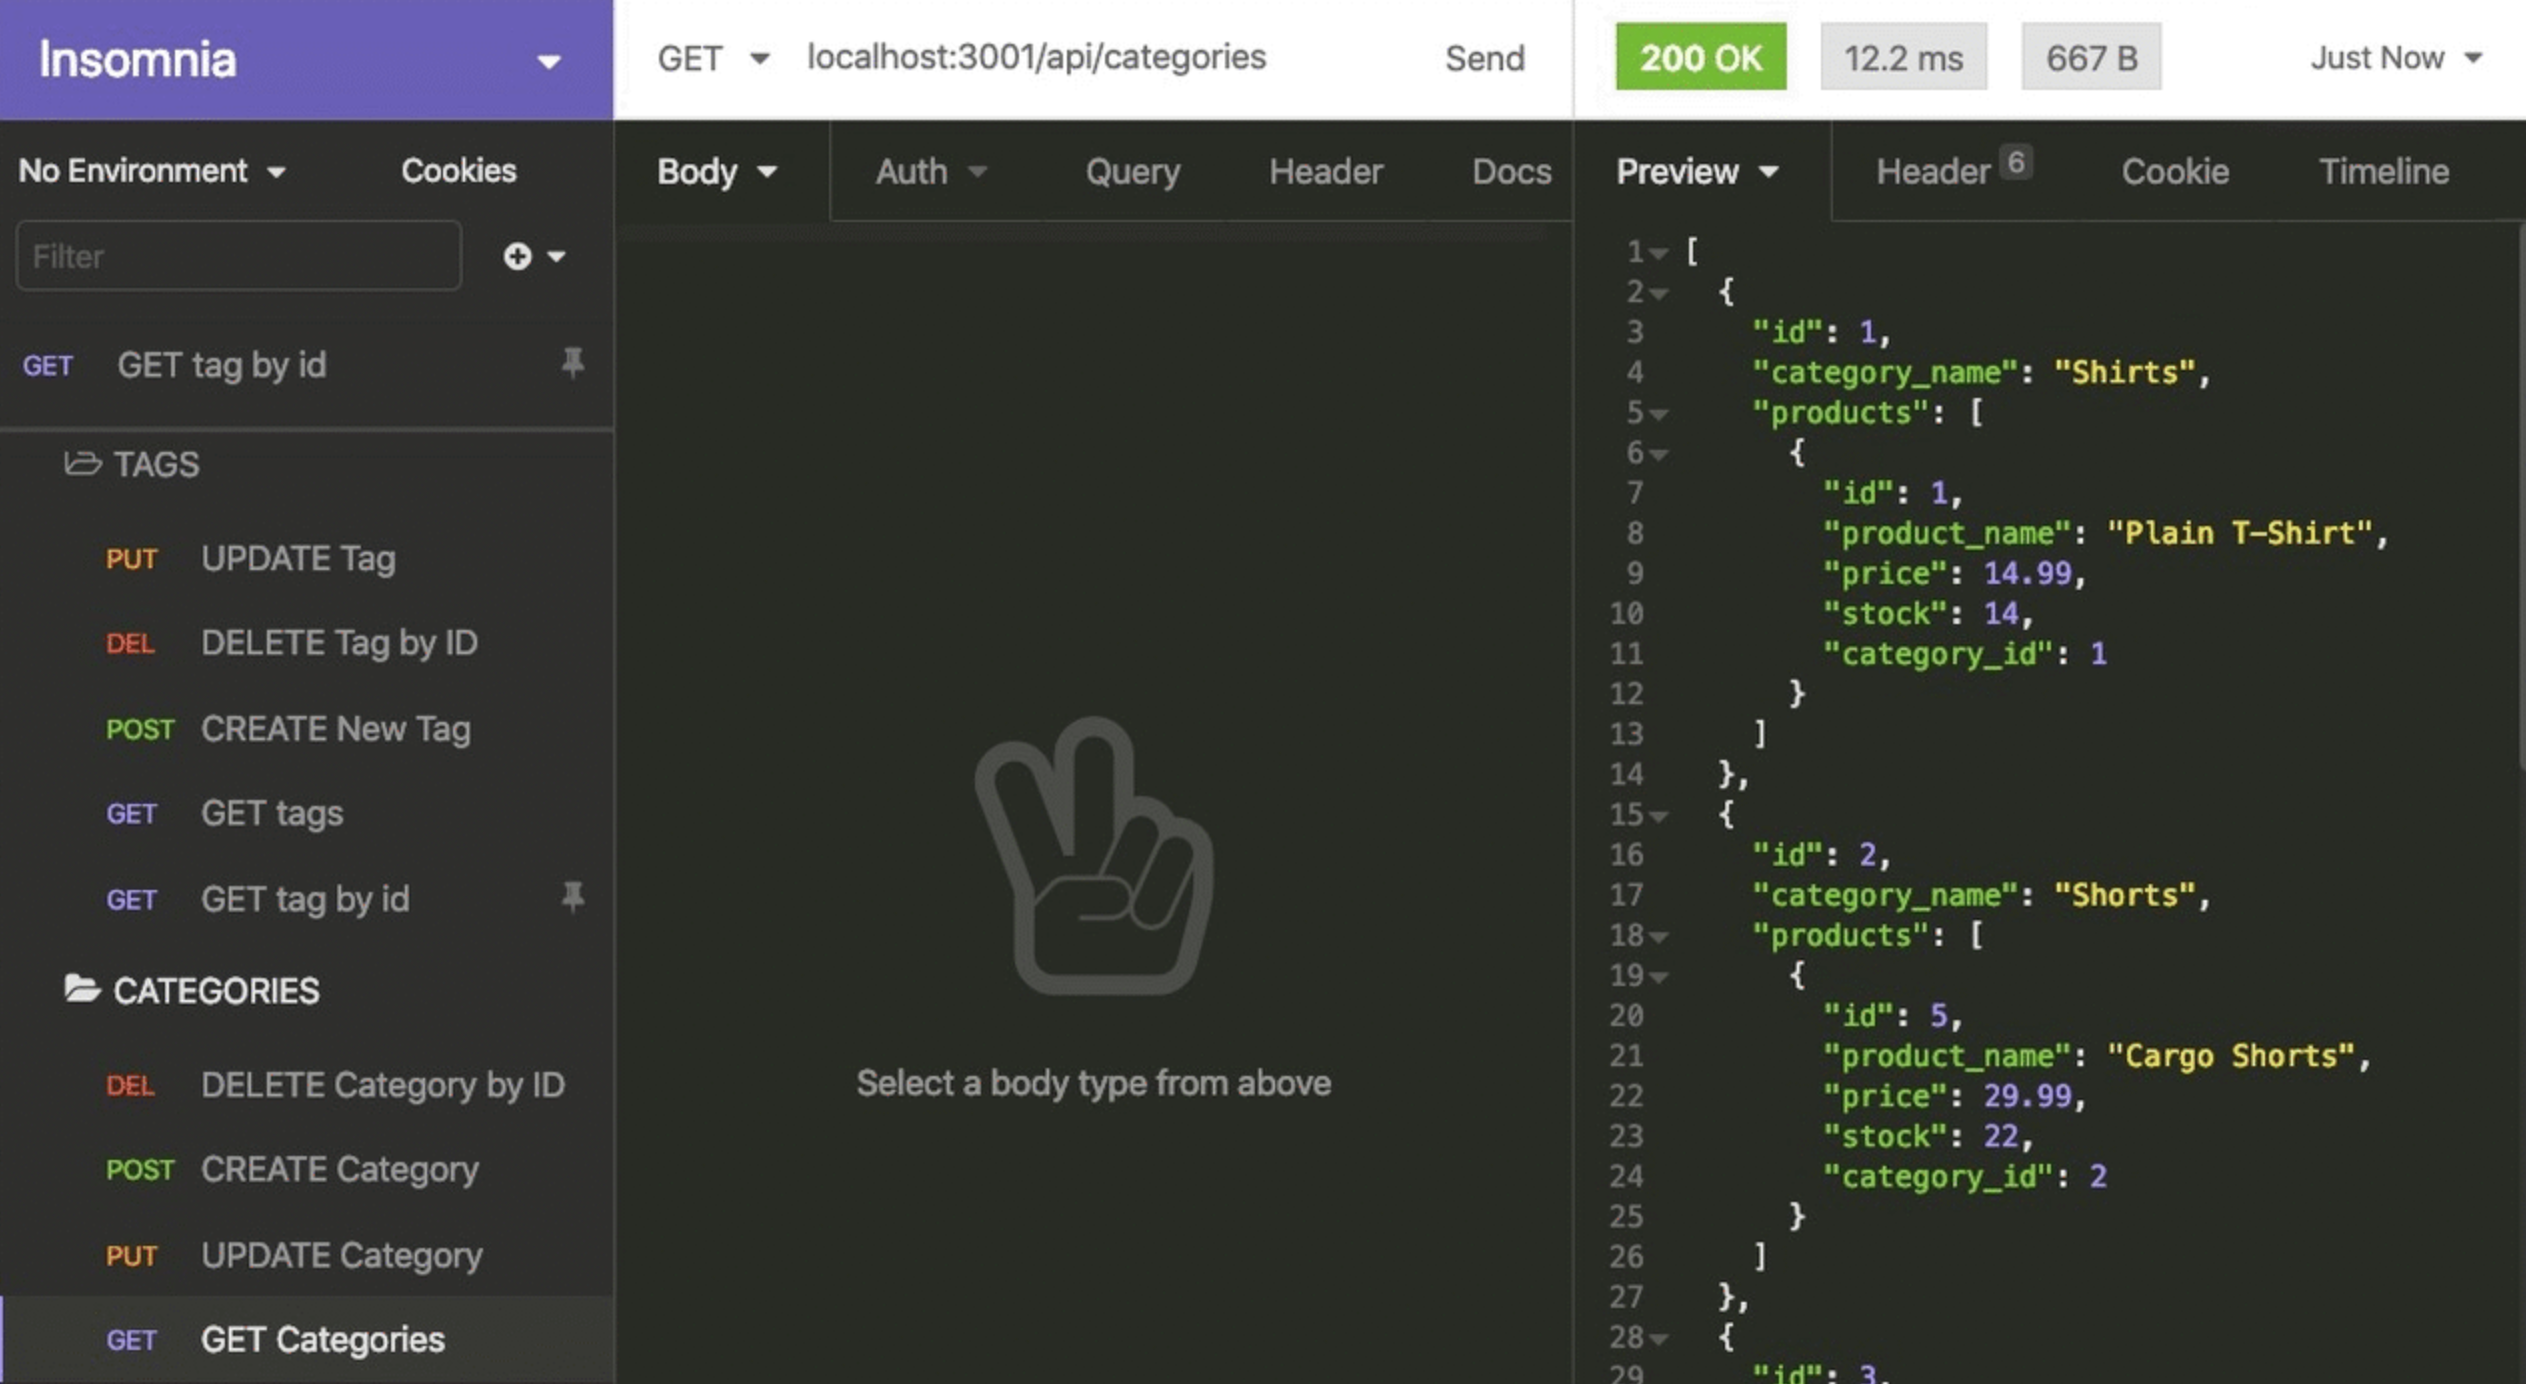 Insomnia
No Environment Cookies
Filter
GET GET tag by id
TAGS
PUT UPDATE Tag
DEL DELETE Tag by ID
POST CREATE New Tag
GET GET tags
GET GET tag by id
CATEGORIES
DEL DELETE Category by ID
POST CREATE Category
PUT UPDATE Category
GET GET Categories
GET localhost:3001/api/categories Send
Body Auth Query Header Docs
Select a body type from above
200 OK 12.2 ms 667 B Just Now
Preview Header 6 Cookie Timeline
1 [
2 {
3 "id": 1,
4 "category_name": "Shirts",
5 "products": [
6 {
7 "id": 1,
8 "product_name": "Plain T-Shirt",
9 "price": 14.99,
10 "stock": 14,
11 "category_id": 1
12 }
13 ]
14 },
15 {
16 "id": 2,
17 "category_name": "Shorts",
18 "products": [
19 {
20 "id": 5,
21 "product_name": "Cargo Shorts",
22 "price": 29.99,
23 "stock": 22,
24 "category_id": 2
25 }
26 ]
27 },
28 {
29 "id": 3,